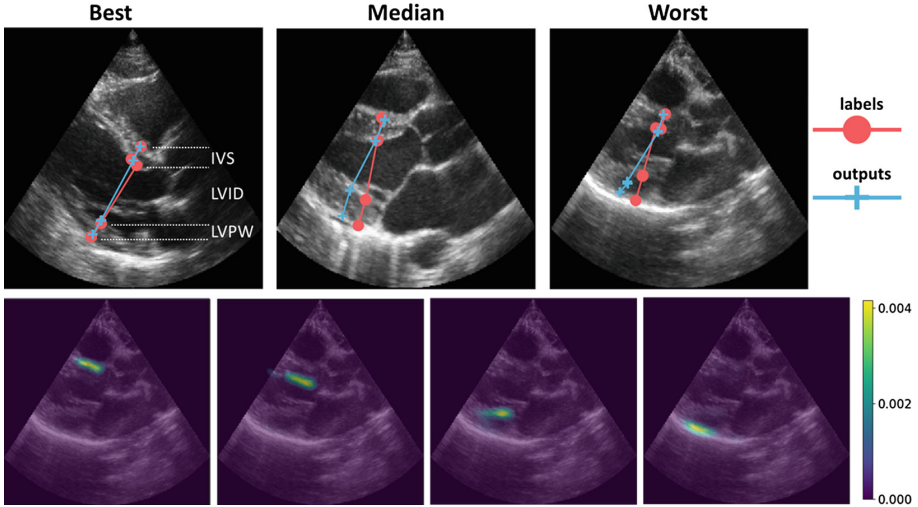 Best
Median
Worst
labels
outputs
IVS
LVID
LVPW
0.004
0.002
0.000